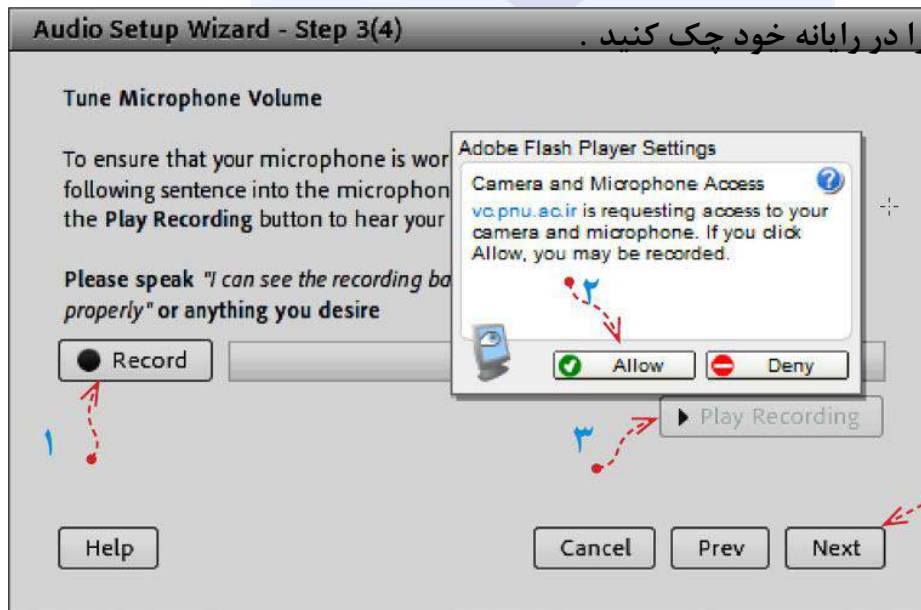 Audio Setup Wizard - Step 3(4)
را در رایانه خود چک کنید .
Tune Microphone Volume
To ensure that your microphone is wor
following sentence into the microphon
the Play Recording button to hear your
Please speak "I can see the recording ba
properly" or anything you desire
Adobe Flash Player Settings
Camera and Microphone Access
vc.pnu.ac.ir is requesting access to your
camera and microphone. If you click
Allow, you may be recorded.
۲
Allow Deny
Record
Play Recording
۱
۳
Help Cancel Prev Next